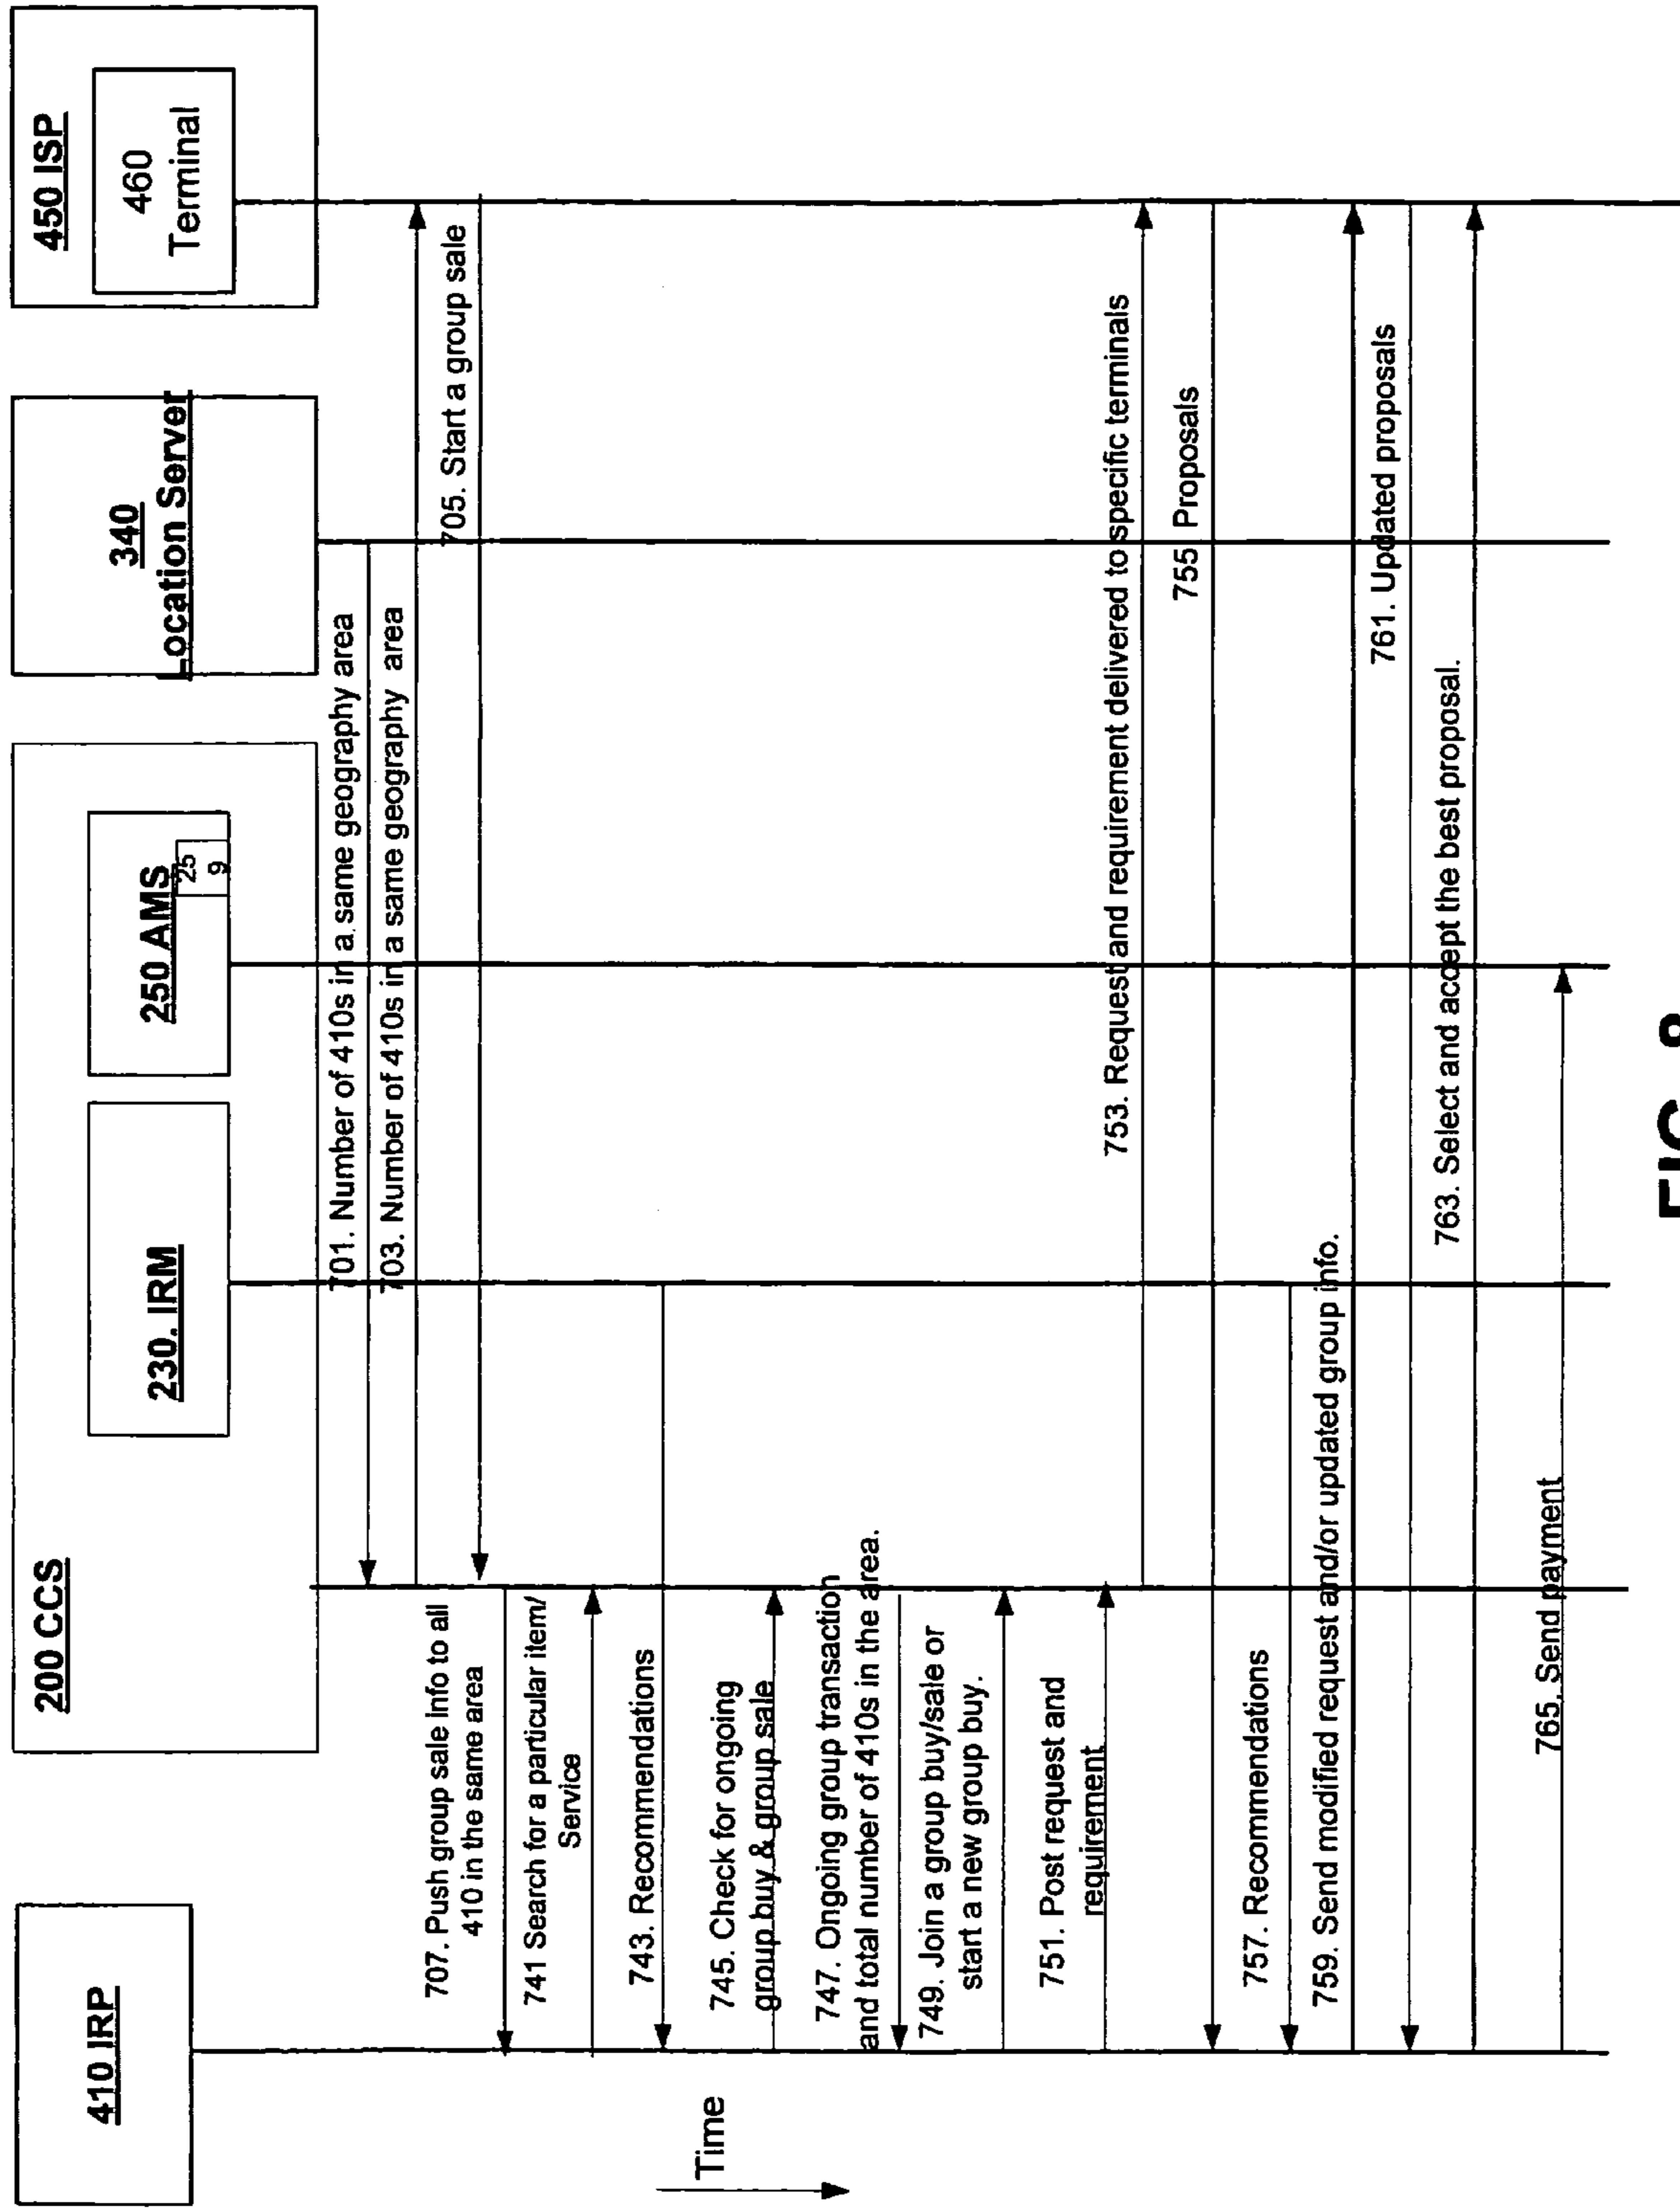 410 IRP
200 CCS
230. IRM
250 AMS
25
9
340
Location Server
450 ISP
460
Terminal
Time
701. Number of 410s in a same geography area
703. Number of 410s in a same geography area
705. Start a group sale
707. Push group sale info to all
410 in the same area
741 Search for a particular item/
Service
743. Recommendations
745. Check for ongoing
group buy & group sale
747. Ongoing group transaction
and total number of 410s in the area.
749. Join a group buy/sale or
start a new group buy.
751. Post request and
requirement
753. Request and requirement delivered to specific terminals
755 Proposals
757. Recommendations
759. Send modified request and/or updated group info.
761. Updated proposals
763. Select and accept the best proposal.
765. Send payment